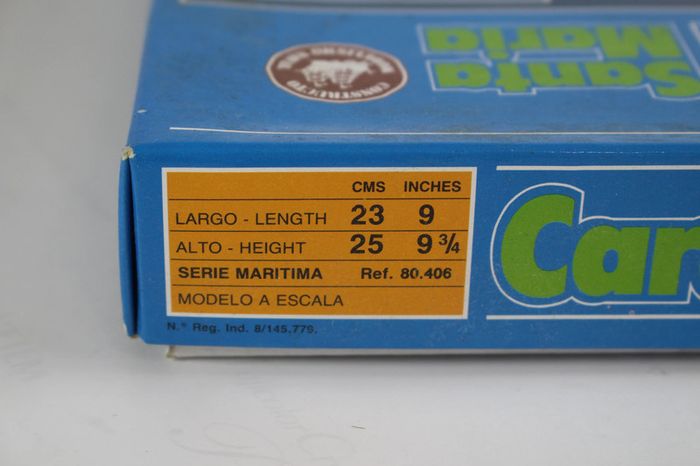 Santa
Maria
CONSTRUCTO
CMS INCHES
LARGO - LENGTH 23 9
ALTO - HEIGHT 25 9 3/4
SERIE MARITIMA Ref. 80.406
MODELO A ESCALA
N.º Reg. Ind. 8/145.779.
Car